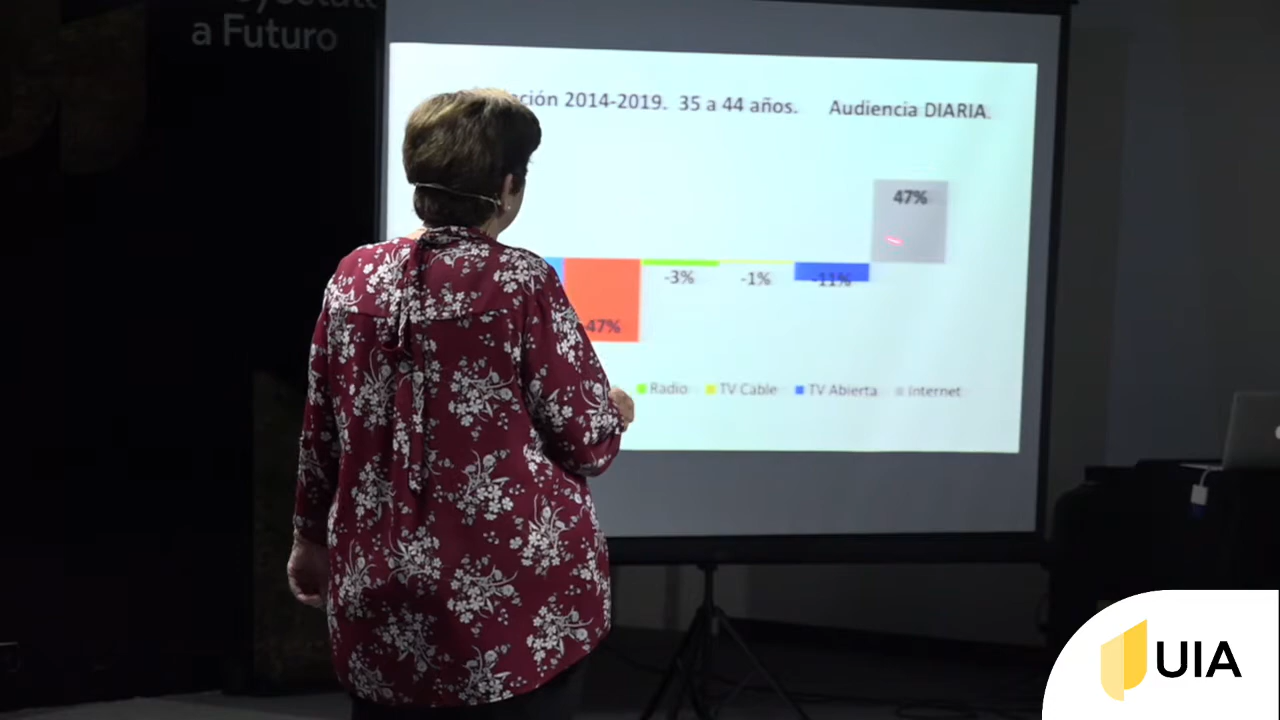 a Futuro
ción 2014-2019. 35 a 44 años. Audiencia DIARIA.
47%
-3%
-1%
-11%
47%
Radio TV Cable TV Abierta Internet
UIA